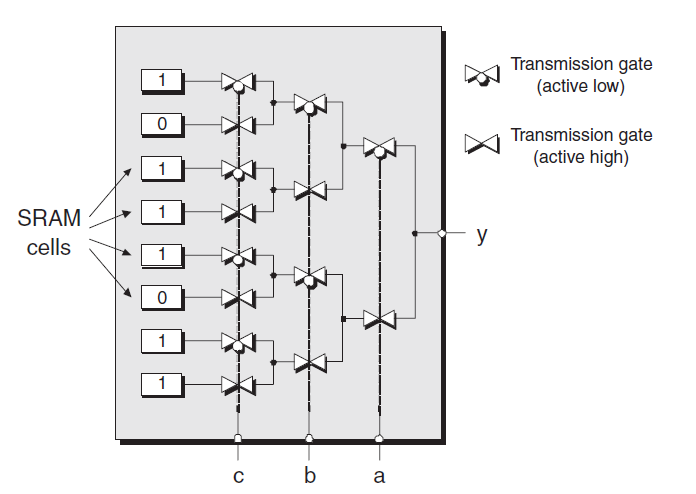 Transmission gate
(active low)
Transmission gate
(active high)
SRAM
cells
1
0
1
1
1
0
1
1
y
c b a